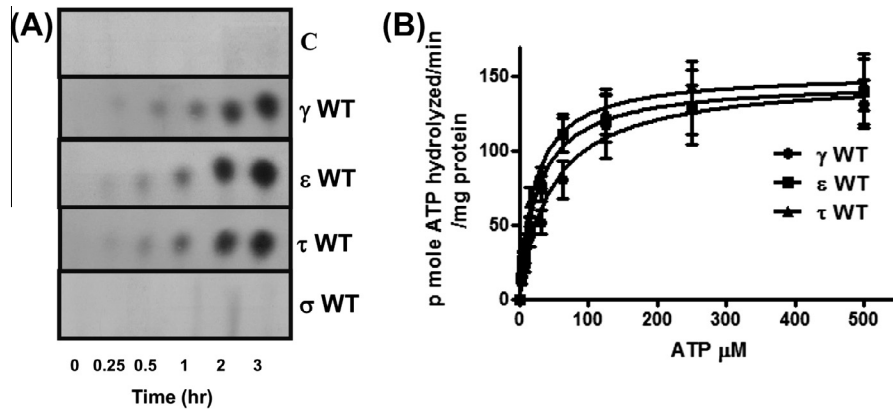 (A)
C
γ WT
ε WT
τ WT
σ WT
0 0.25 0.5 1 2 3
Time (hr)
(B)
p mole ATP hydrolyzed/min
/mg protein
150
100
50
0
0 100 200 300 400 500
ATP μM
γ WT
ε WT
τ WT